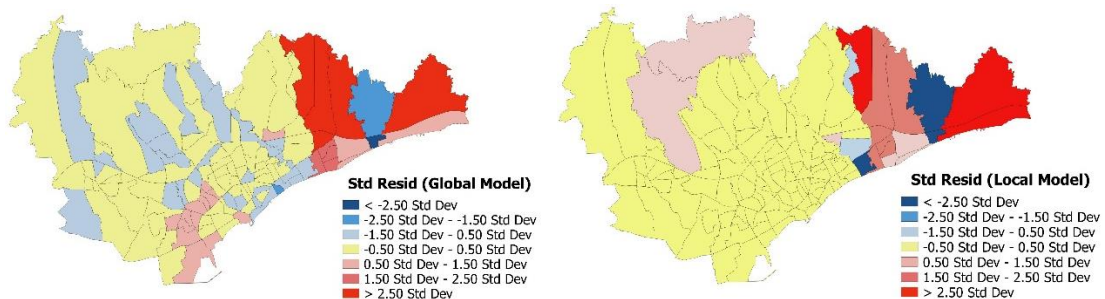 Std Resid (Global Model)
< -2.50 Std Dev
-2.50 Std Dev - -1.50 Std Dev
-1.50 Std Dev - 0.50 Std Dev
-0.50 Std Dev - 0.50 Std Dev
0.50 Std Dev - 1.50 Std Dev
1.50 Std Dev - 2.50 Std Dev
> 2.50 Std Dev
Std Resid (Local Model)
< -2.50 Std Dev
-2.50 Std Dev - -1.50 Std Dev
-1.50 Std Dev - 0.50 Std Dev
-0.50 Std Dev - 0.50 Std Dev
0.50 Std Dev - 1.50 Std Dev
1.50 Std Dev - 2.50 Std Dev
> 2.50 Std Dev